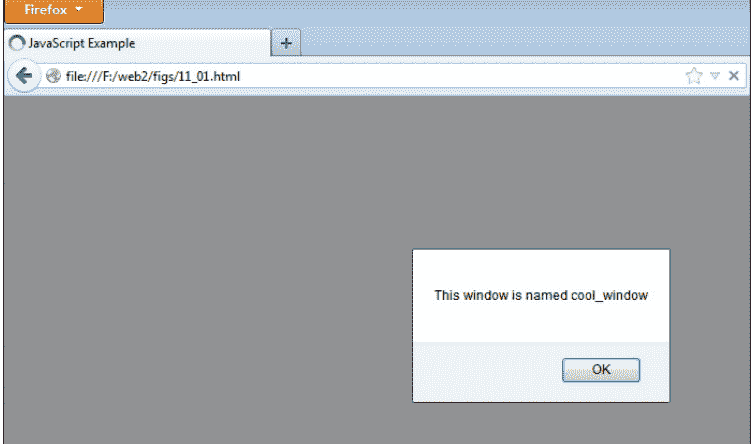 Firefox
JavaScript Example
file:///F:/web2/figs/11_01.html
This window is named cool_window
OK